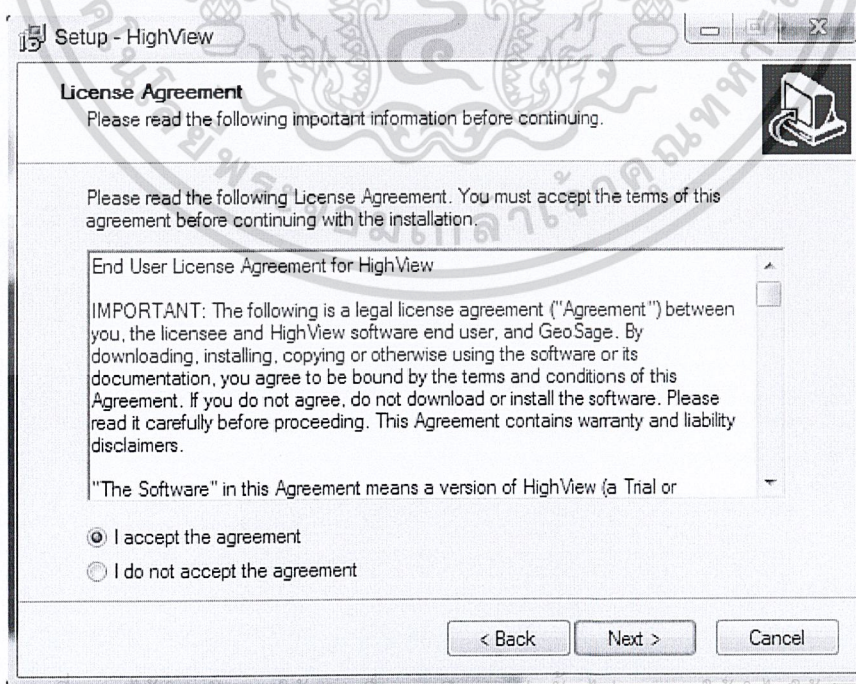 Setup - HighView
License Agreement
Please read the following important information before continuing.
Please read the following License Agreement. You must accept the terms of this
agreement before continuing with the installation.
End User License Agreement for HighView
IMPORTANT: The following is a legal license agreement ("Agreement") between
you, the licensee and HighView software end user, and GeoSage. By
downloading, installing, copying or otherwise using the software or its
documentation, you agree to be bound by the terms and conditions of this
Agreement. If you do not agree, do not download or install the software. Please
read it carefully before proceeding. This Agreement contains warranty and liability
disclaimers.
"The Software" in this Agreement means a version of HighView (a Trial or
I accept the agreement
I do not accept the agreement
< Back
Next >
Cancel